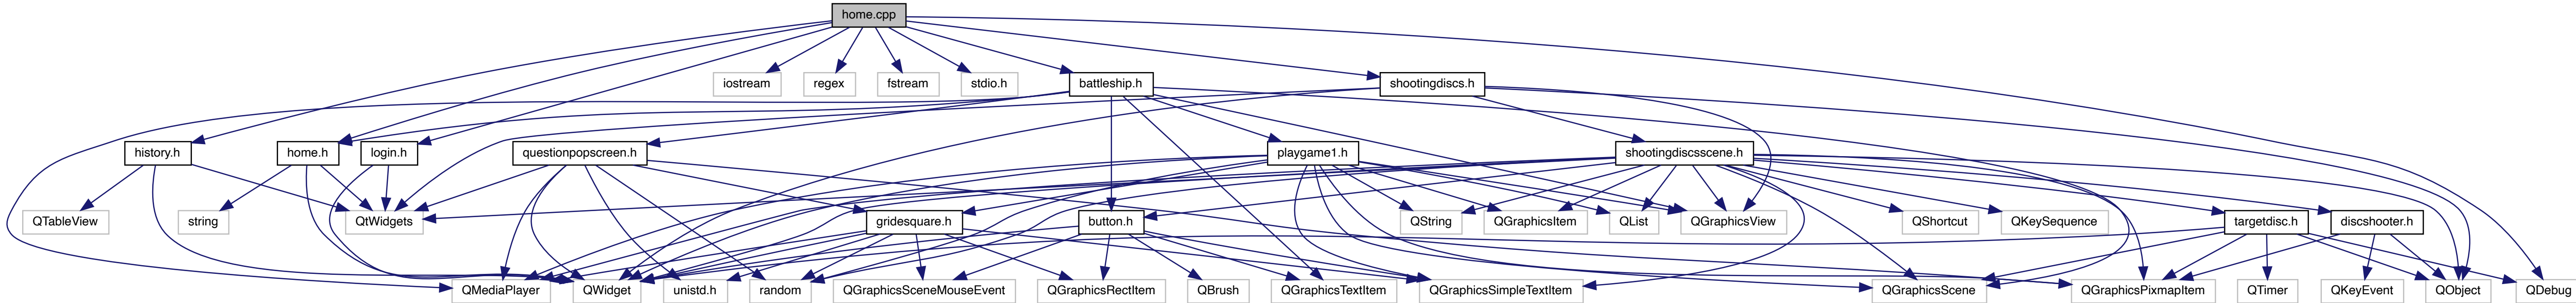 home.cpp
iostream
regex
fstream
stdio.h
battleship.h
shootingdiscs.h
history.h
home.h
login.h
questionpopscreen.h
playgame1.h
shootingdiscsscene.h
QTableView
string
QtWidgets
gridesquare.h
button.h
QString
QGraphicsItem
QList
QGraphicsView
QShortcut
QKeySequence
targetdisc.h
discshooter.h
QMediaPlayer
QWidget
unistd.h
random
QGraphicsSceneMouseEvent
QGraphicsRectItem
QBrush
QGraphicsTextItem
QGraphicsSimpleTextItem
QGraphicsScene
QGraphicsPixmapItem
QTimer
QKeyEvent
QObject
QDebug